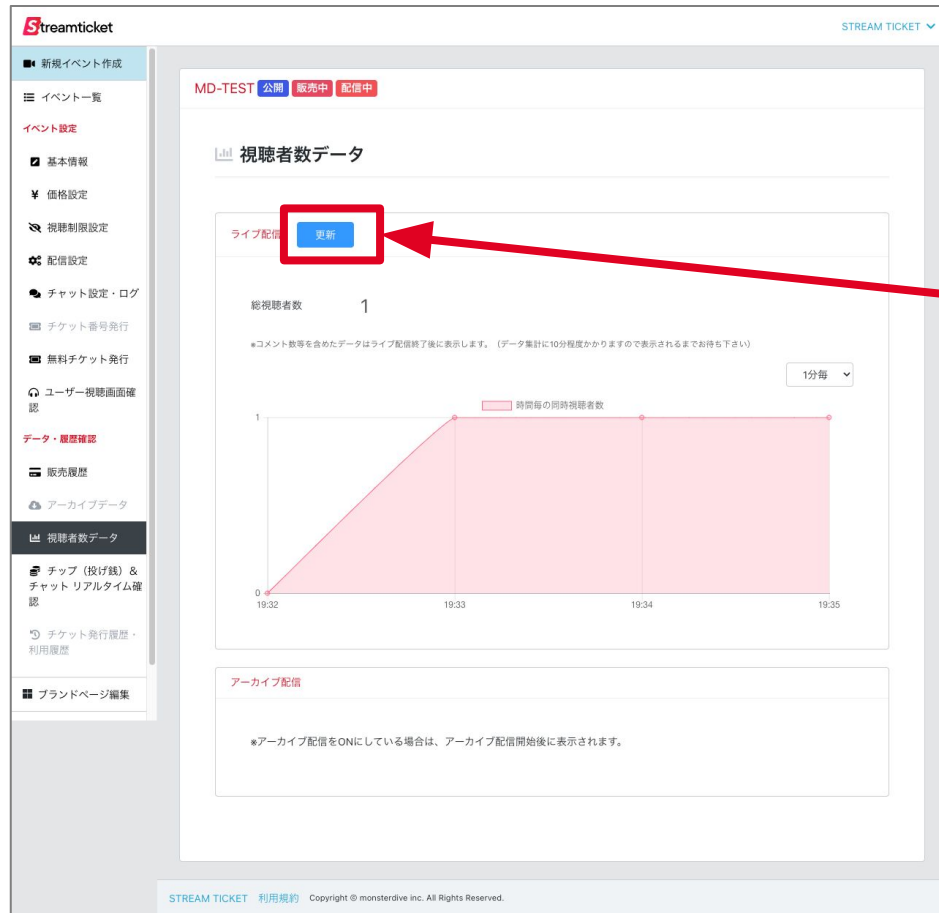 Streamticket
STREAM TICKET
新規イベント作成
イベント一覧
イベント設定
基本情報
価格設定
視聴制限設定
配信設定
チャット設定・ログ
チケット番号発行
無料チケット発行
ユーザー視聴画面確
認
データ・履歴確認
販売履歴
アーカイブデータ
視聴者数データ
チップ（投げ銭）&
チャット リアルタイム確
認
チケット発行履歴・
利用履歴
ブランドページ編集
MD-TEST 公開 販売中 配信中
視聴者数データ
ライブ配信 更新
総視聴者数 1
※コメント数等を含めたデータはライブ配信終了後に表示します。（データ集計に10分程度かかりますので表示されるまでお待ち下さい）
1分毎
時間毎の同時視聴者数
1
0
19:32 19:33 19:34 19:35
アーカイブ配信
※アーカイブ配信をONにしている場合は、アーカイブ配信開始後に表示されます。
STREAM TICKET 利用規約 Copyright © monsterdive inc. All Rights Reserved.